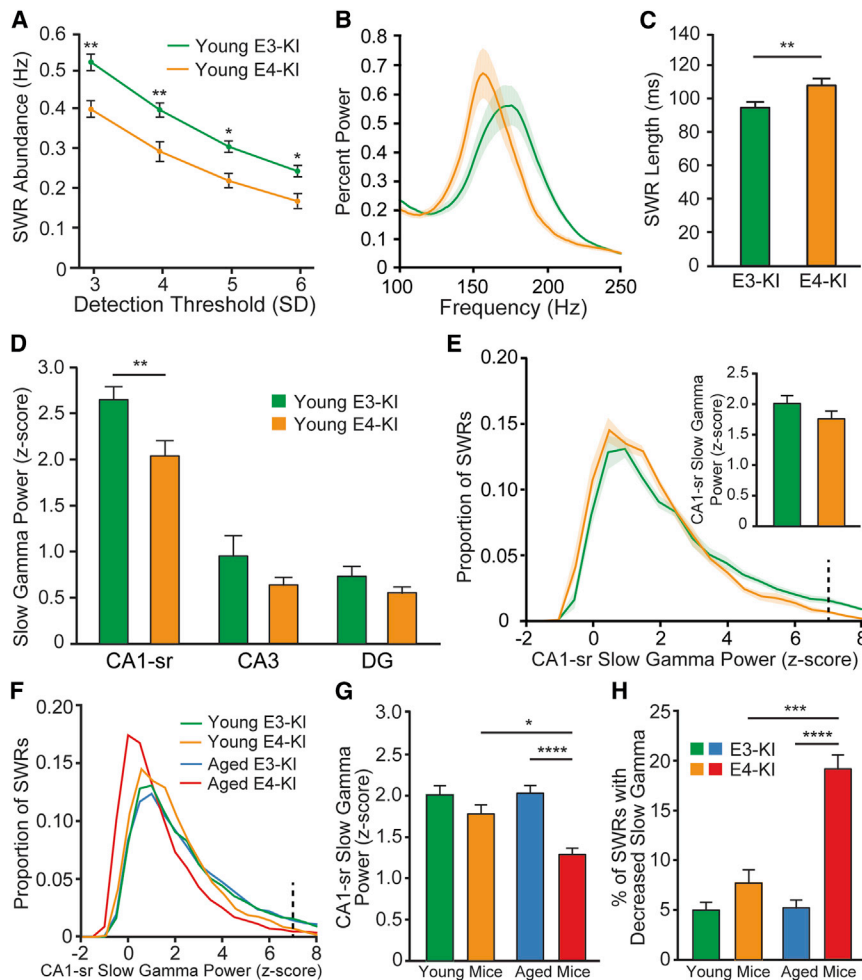 A
Young E3-KI
Young E4-KI
SWR Abundance (Hz)
0.6
0.5
0.4
0.3
0.2
0.1
0
**
**
*
*
3
4
5
6
Detection Threshold (SD)
B
Percent Power
0.8
0.7
0.6
0.5
0.4
0.3
0.2
0.1
0
100
150
200
250
Frequency (Hz)
C
SWR Length (ms)
140
120
100
80
60
40
20
0
**
E3-KI
E4-KI
D
Slow Gamma Power (z-score)
3.0
2.5
2.0
1.5
1.0
0.5
0
**
Young E3-KI
Young E4-KI
CA1-sr
CA3
DG
E
Proportion of SWRs
0.20
0.15
0.10
0.05
0
-2
0
2
4
6
8
CA1-sr Slow Gamma Power (z-score)
CA1-sr Slow Gamma
Power (z-score)
2.5
2.0
1.5
1.0
0.5
0
F
Proportion of SWRs
0.20
0.15
0.10
0.05
0
Young E3-KI
Young E4-KI
Aged E3-KI
Aged E4-KI
-2
0
2
4
6
8
CA1-sr Slow Gamma Power (z-score)
G
CA1-sr Slow Gamma
Power (z-score)
3.0
2.5
2.0
1.5
1.0
0.5
0.0
*
****
Young Mice
Aged Mice
H
% of SWRs with
Decreased Slow Gamma
25
20
15
10
5
0
***
****
E3-KI
E4-KI
Young Mice
Aged Mice